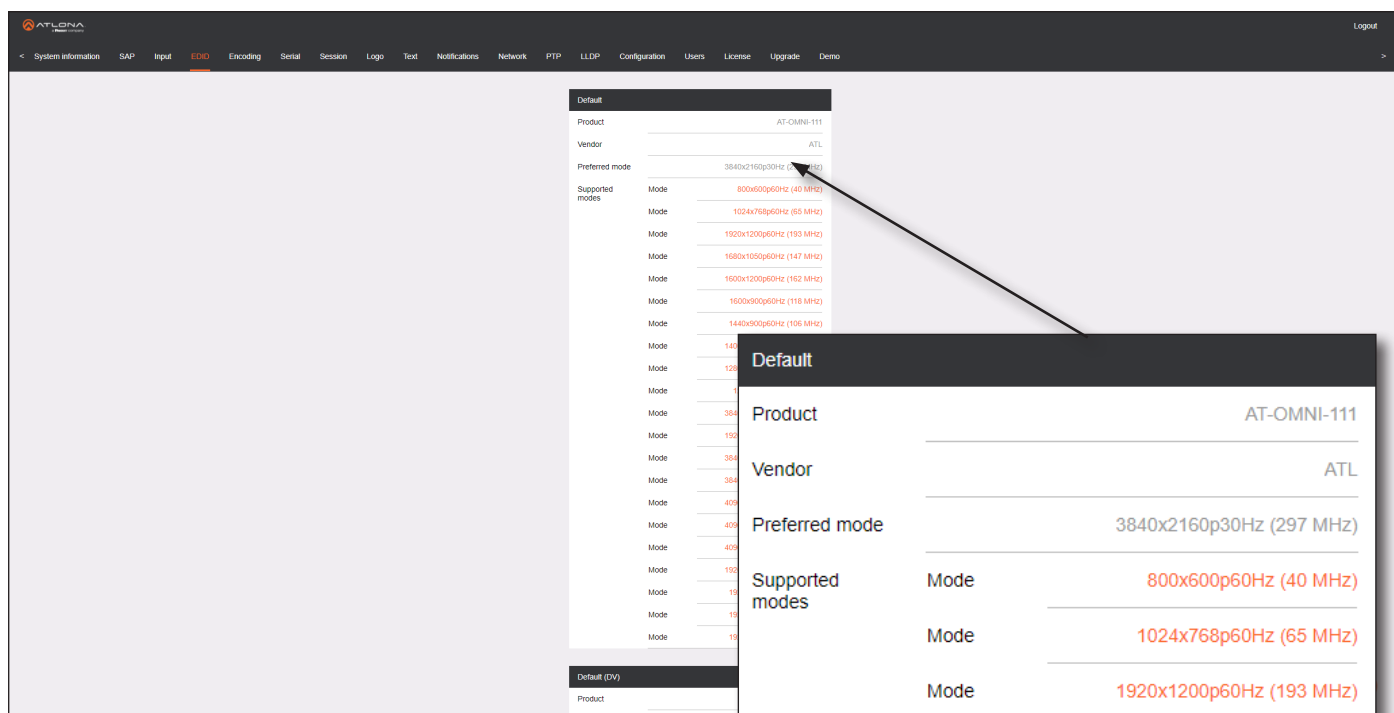 ATLONA
Logout
< System information SAP Input EDID Encoding Serial Session Logo Text Notifications Network PTP LLDP Configuration Users License Upgrade Demo >
Default
Product AT-OMNI-111
Vendor ATL
Preferred mode 3840x2160p30Hz
Supported modes Mode 800x600p60Hz (40 MHz)
Mode 1024x768p60Hz (65 MHz)
Mode 1920x1200p60Hz (193 MHz)
Mode 1680x1050p60Hz (147 MHz)
Mode 1600x1200p60Hz (162 MHz)
Mode 1600x900p60Hz (118 MHz)
Mode 1440x900p60Hz (106 MHz)
Mode
Mode
Mode
Mode
Mode
Mode
Mode
Mode
Mode
Mode
Mode
Mode
Mode
Mode
Default (DV)
Product
Default
Product AT-OMNI-111
Vendor ATL
Preferred mode 3840x2160p30Hz (297 MHz)
Supported modes Mode 800x600p60Hz (40 MHz)
Mode 1024x768p60Hz (65 MHz)
Mode 1920x1200p60Hz (193 MHz)